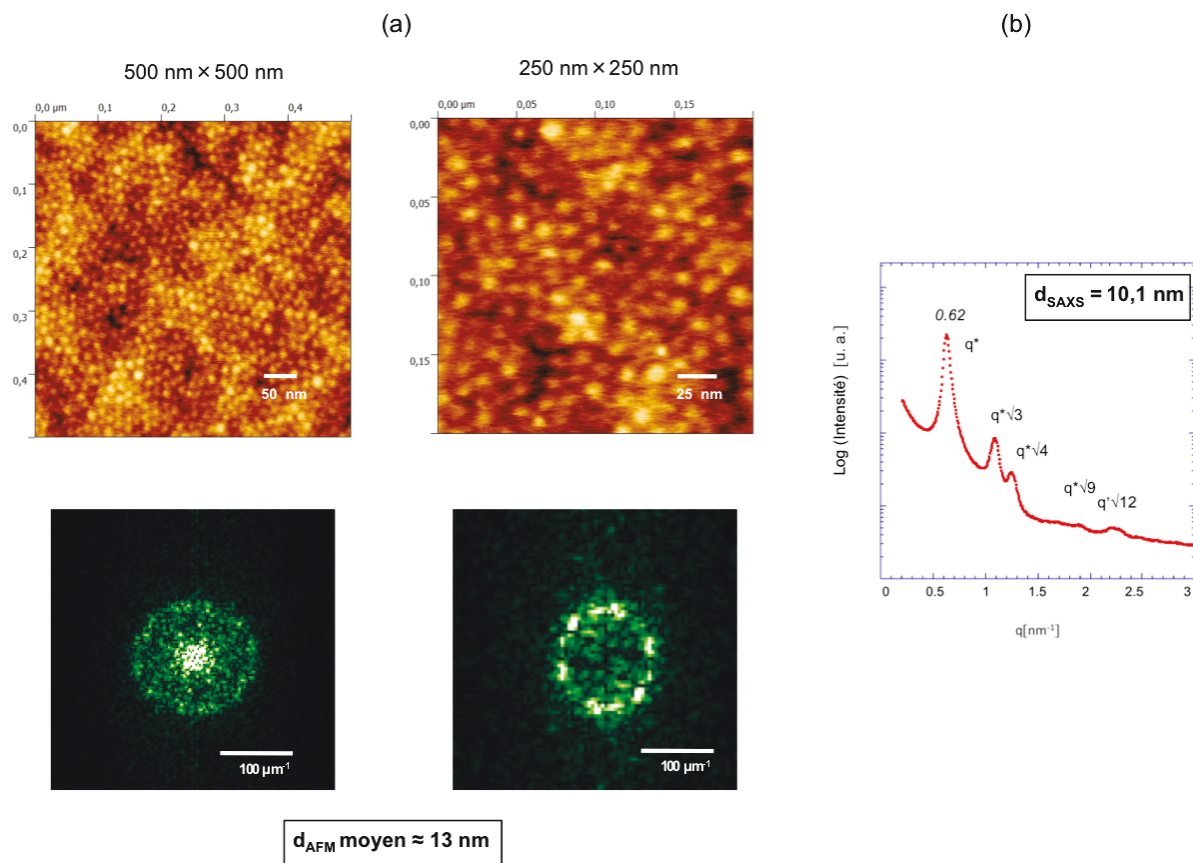 (a)
(b)
500 nm × 500 nm
250 nm × 250 nm
0,0 µm 0,1 0,2 0,3 0,4
0,0
0,1
0,2
0,3
0,4
50 nm
0,00 µm 0,05 0,10 0,15
0,00
0,05
0,10
0,15
25 nm
100 µm⁻¹
100 µm⁻¹
d_AFM moyen ≈ 13 nm
d_SAXS = 10,1 nm
0.62
q*
q*√3
q*√4
q*√9
q*√12
Log (Intensité) [u. a.]
0 0.5 1 1.5 2 2.5 3
q[nm⁻¹]